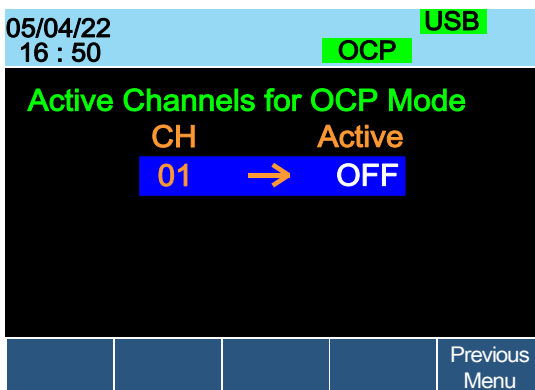 05/04/22
16 : 50
OCP
USB
Active Channels for OCP Mode
CH Active
01 → OFF
Previous
Menu